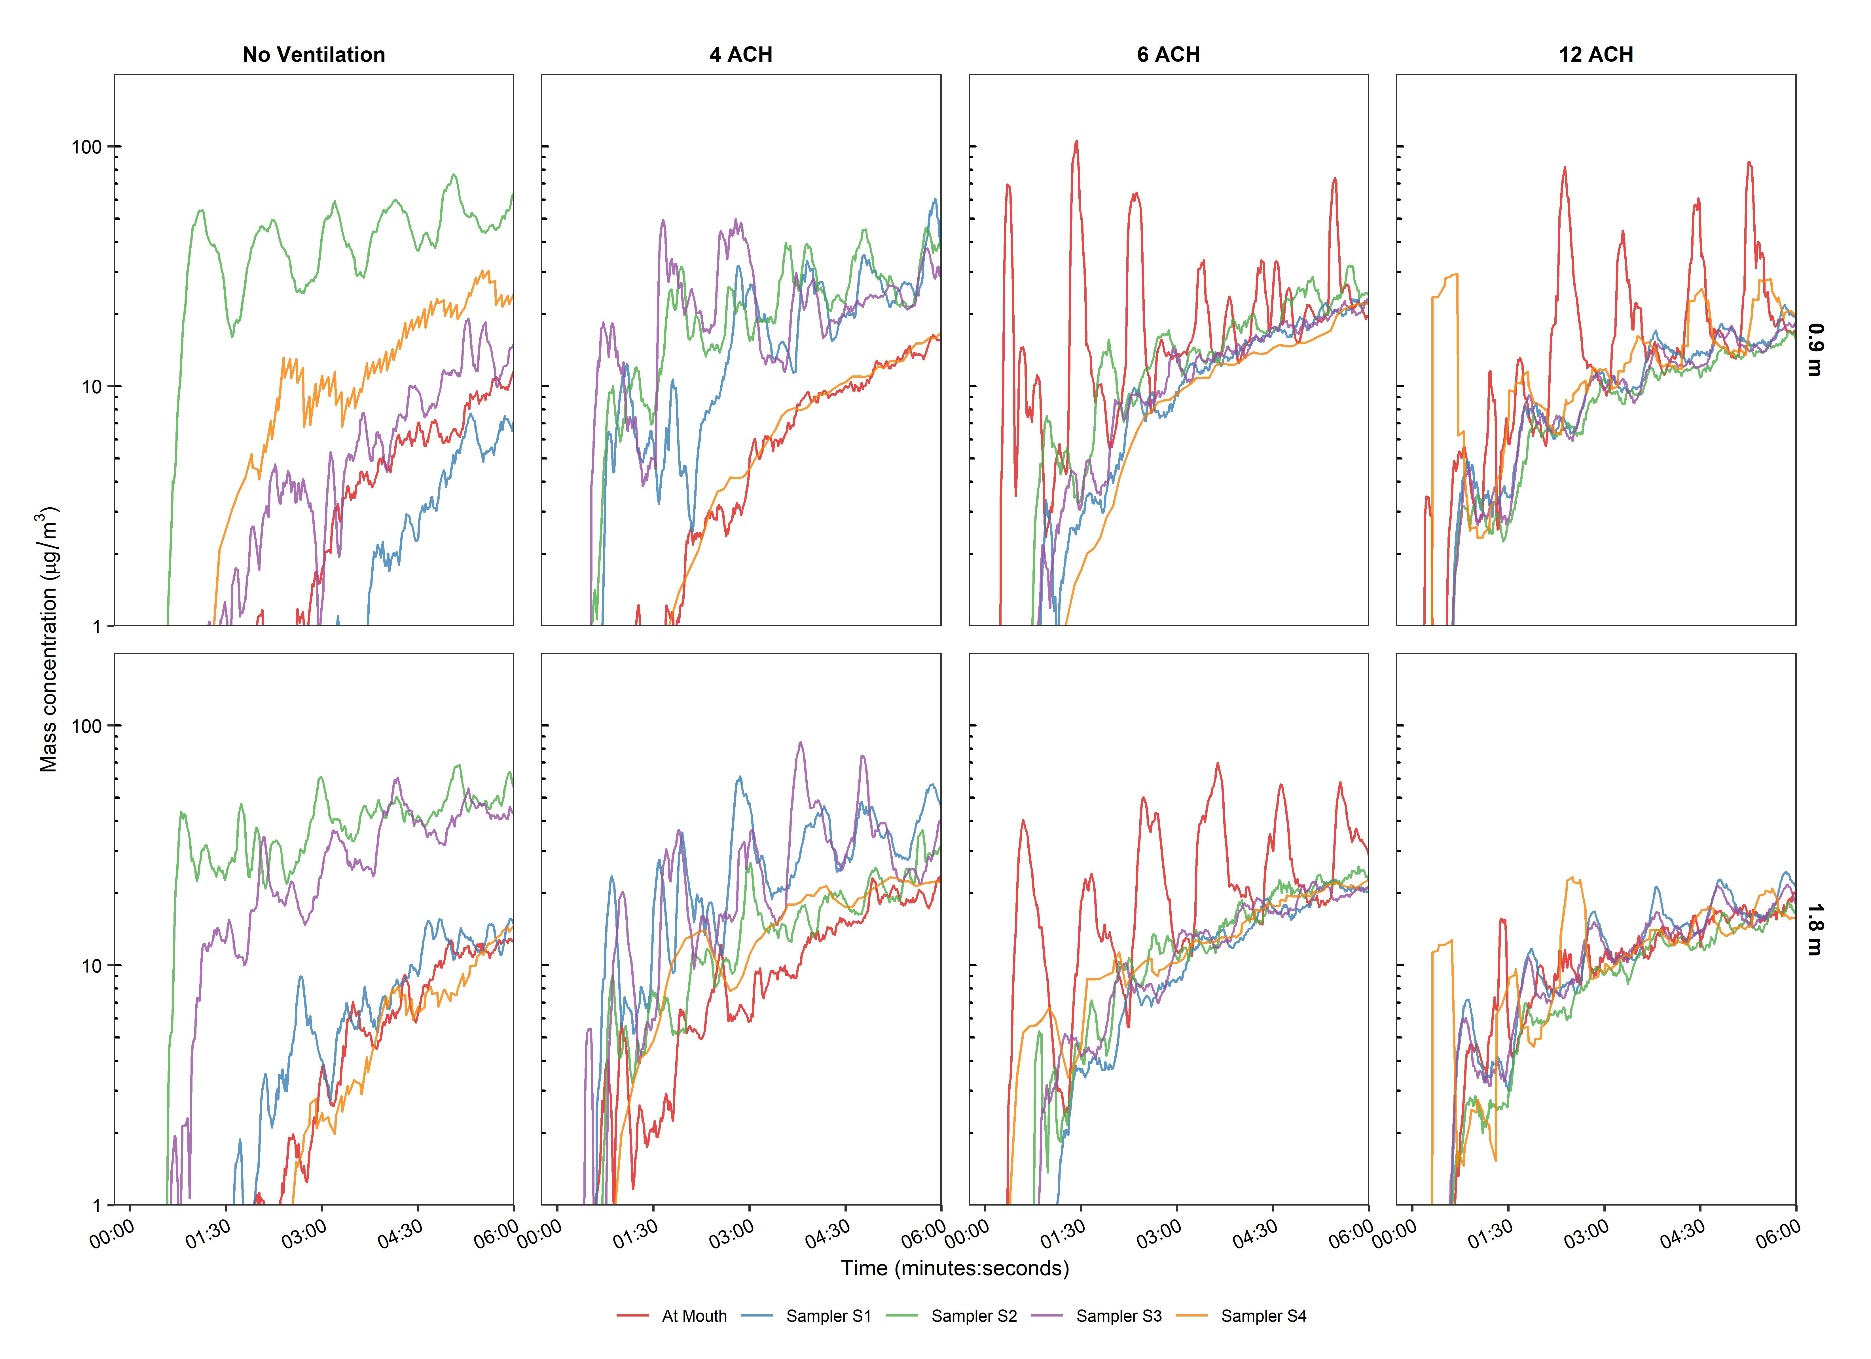 No Ventilation 4 ACH 6 ACH 12 ACH
100
10
1
0.9 m
Mass concentration (µg/m³)
100
10
1
1.8 m
00:00 01:30 03:00 04:30 06:00 00:00 01:30 03:00 04:30 06:00 00:00 01:30 03:00 04:30 06:00 00:00 01:30 03:00 04:30 06:00
Time (minutes:seconds)
At Mouth Sampler S1 Sampler S2 Sampler S3 Sampler S4